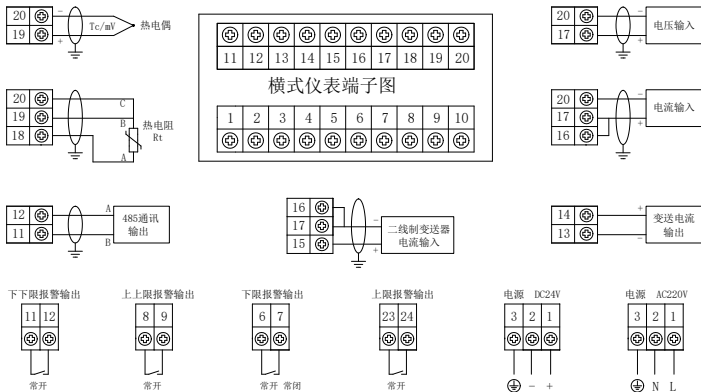 20 - Tc/mV 热电偶
19 +
11 12 13 14 15 16 17 18 19 20
横式仪表端子图
1 2 3 4 5 6 7 8 9 10
20 - 电压输入
17 +
20 C
19 B 热电阻
18 A Rt
20 - 电流输入
17 +
16
12 A 485通讯
11 B 输出
16
17 - 二线制变送器
15 + 电流输入
14 + 变送电流
13 - 输出
下下限报警输出
11 12
常开
上上限报警输出
8 9
常开
下限报警输出
6 7
常开 常闭
上限报警输出
23 24
常开
电源 DC24V
3 2 1
- +
电源 AC220V
3 2 1
N L